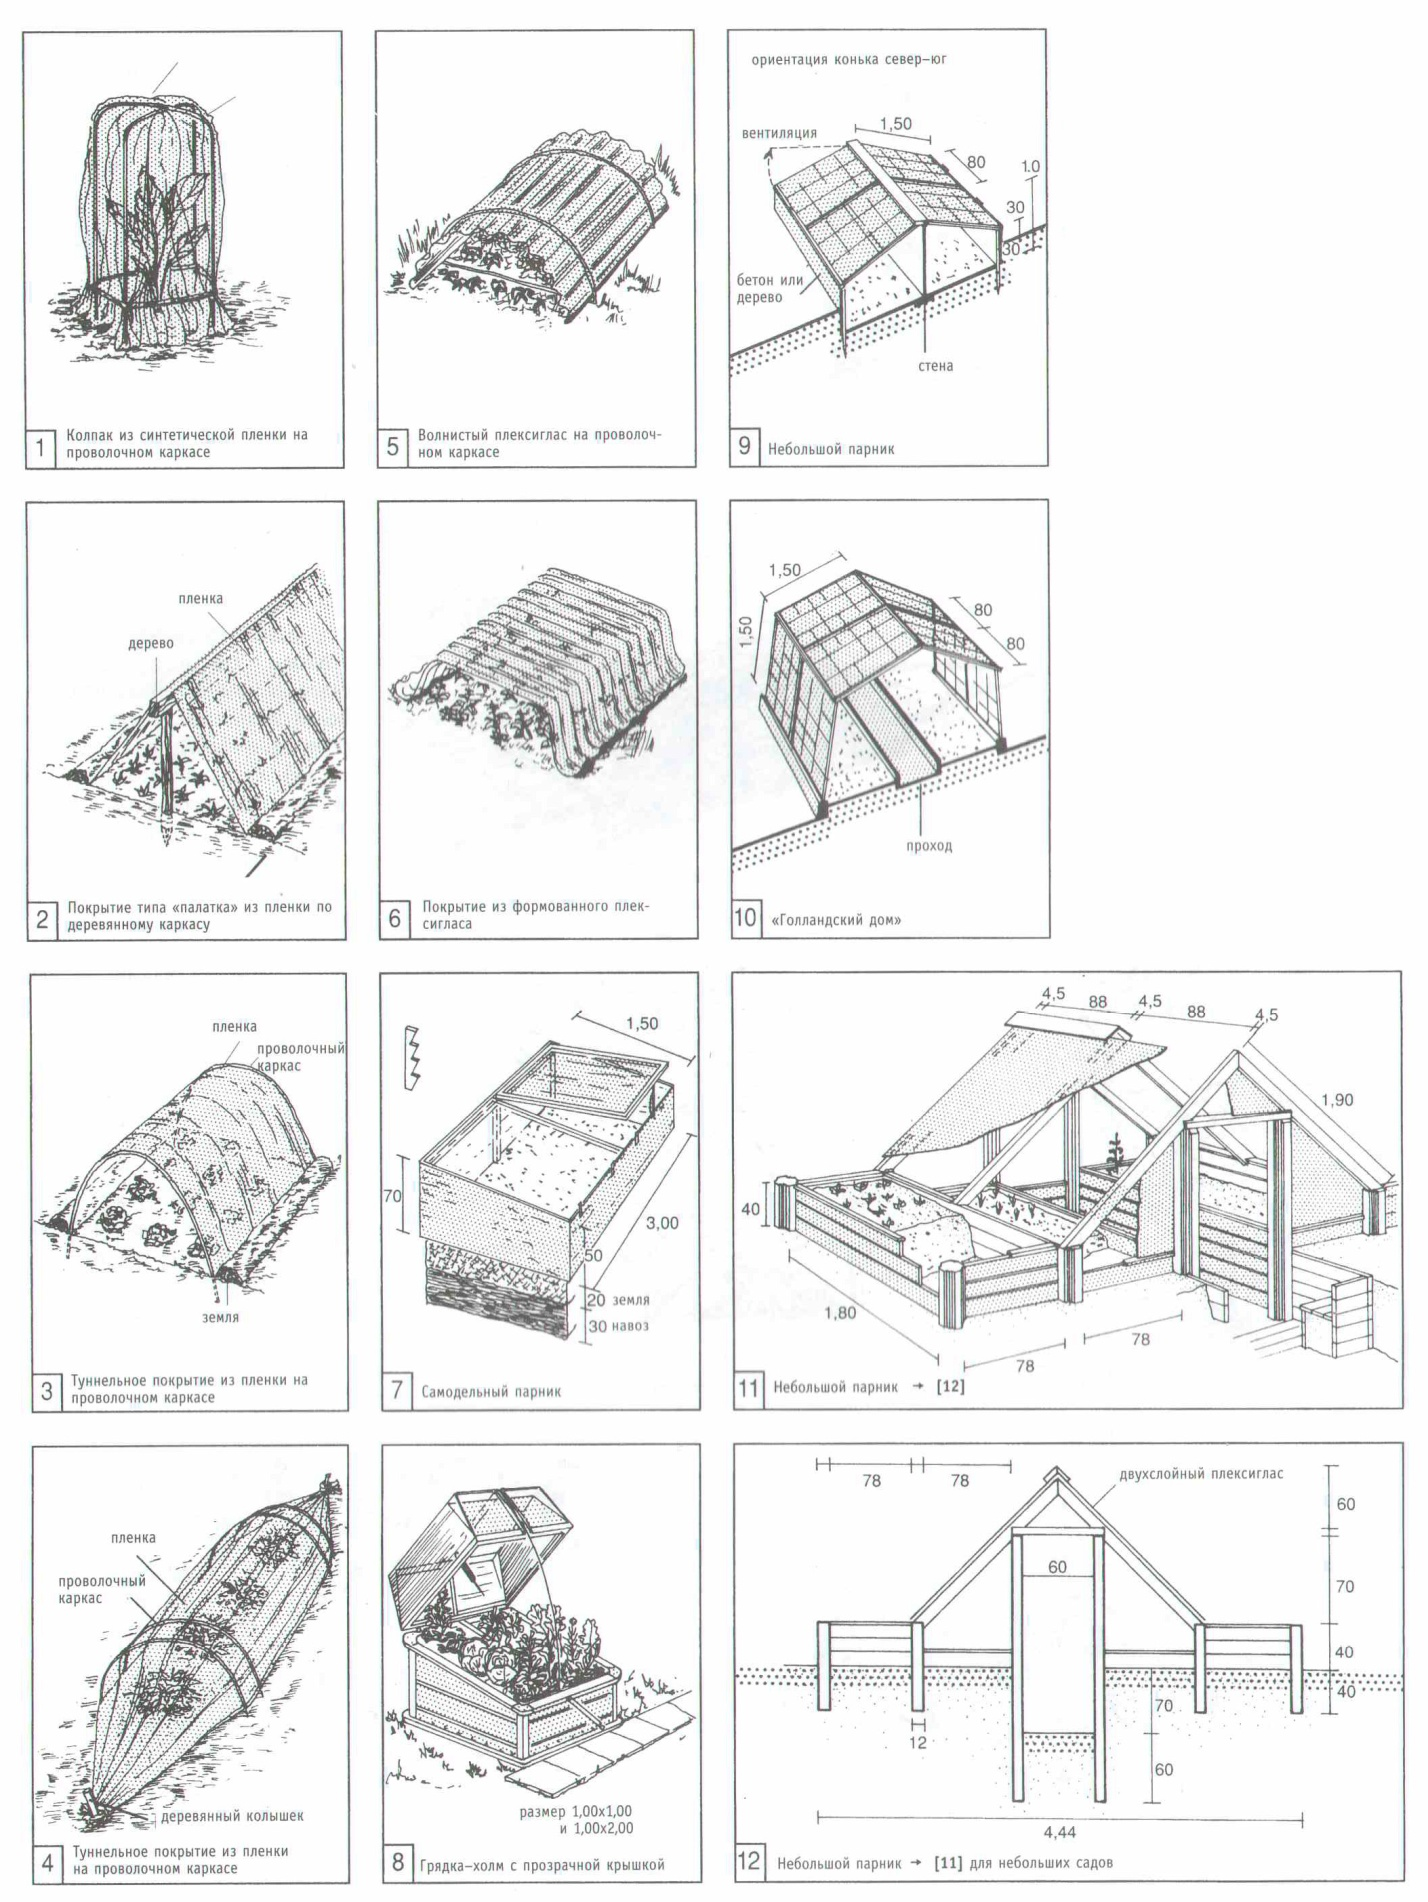 1
Колпак из синтетической пленки на
проволочном каркасе
5
Волнистый плексиглас на проволоч-
ном каркасе
ориентация конька север–юг
вентиляция
1,50
80
1.0
30
30
бетон или
дерево
стена
9
Небольшой парник
пленка
дерево
2
Покрытие типа «палатка» из пленки по
деревянному каркасу
6
Покрытие из формованного плек-
сигласа
1,50
1,50
80
80
проход
10
«Голландский дом»
пленка
проволочный
каркас
земля
3
Туннельное покрытие из пленки на
проволочном каркасе
1,50
70
3,00
50
20 земля
30 навоз
7
Самодельный парник
4,5
88
4,5
88
4,5
1,90
40
1,80
78
78
11
Небольшой парник → [12]
пленка
проволочный
каркас
деревянный колышек
4
Туннельное покрытие из пленки
на проволочном каркасе
размер 1,00х1,00
и 1,00х2,00
8
Грядка–холм с прозрачной крышкой
78
78
двухслойный плексиглас
60
60
70
40
40
70
12
60
4,44
12
Небольшой парник → [11] для небольших садов